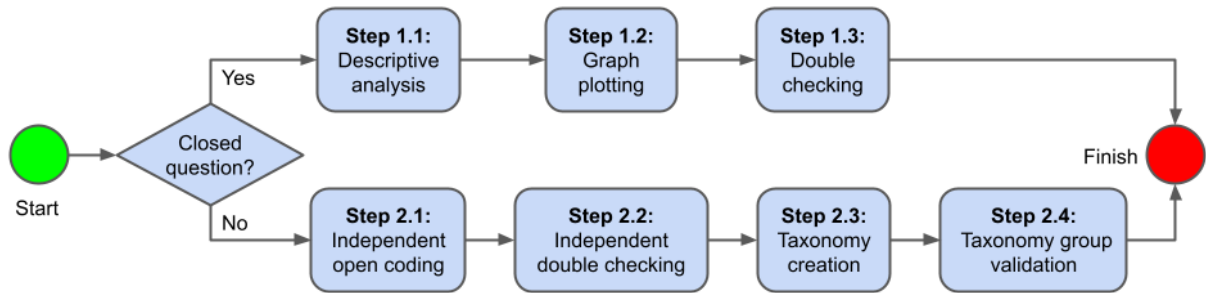 Start
Closed
question?
Yes
Step 1.1:
Descriptive
analysis
Step 1.2:
Graph
plotting
Step 1.3:
Double
checking
No
Step 2.1:
Independent
open coding
Step 2.2:
Independent
double checking
Step 2.3:
Taxonomy
creation
Step 2.4:
Taxonomy group
validation
Finish